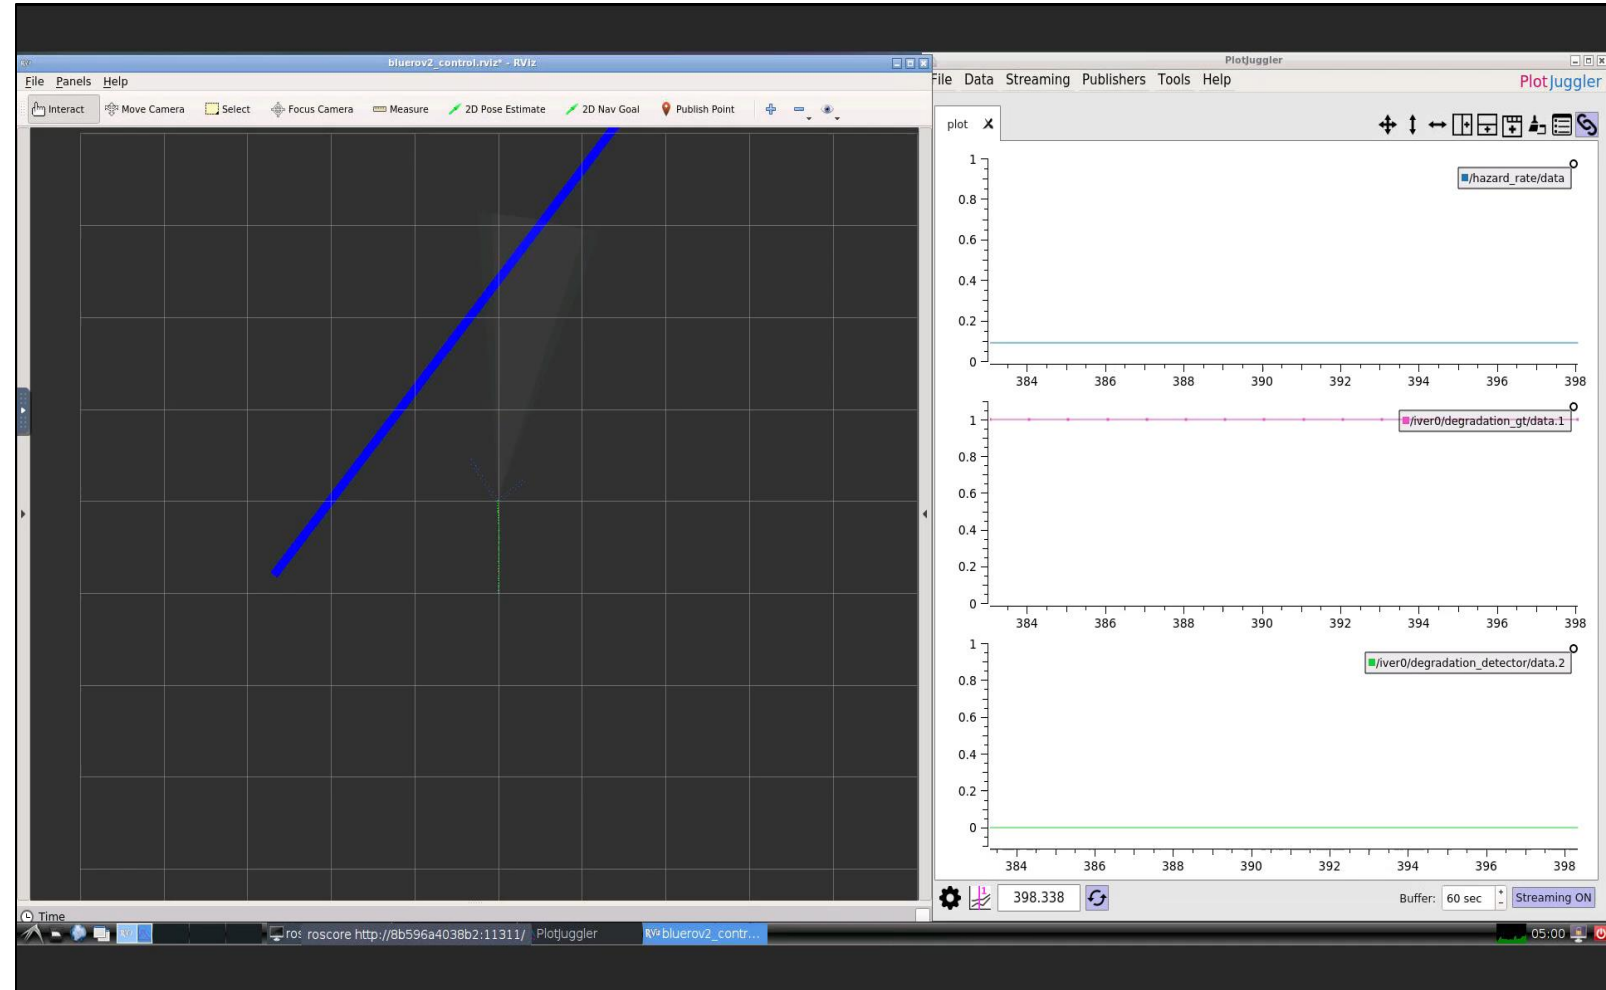 bluerov2_control.rviz* - RViz
File Panels Help
Interact Move Camera Select Focus Camera Measure 2D Pose Estimate 2D Nav Goal Publish Point
Time
PlotJuggler
File Data Streaming Publishers Tools Help PlotJuggler
plot X
/hazard_rate/data
1
0.8
0.6
0.4
0.2
0
384 386 388 390 392 394 396 398
/iver0/degradation_gt/data.1
1
0.8
0.6
0.4
0.2
0
384 386 388 390 392 394 396 398
/iver0/degradation_detector/data.2
1
0.8
0.6
0.4
0.2
0
384 386 388 390 392 394 396 398
1
398.338 Buffer: 60 sec Streaming ON
ros roscore http://8b596a4038b2:11311/ PlotJuggler RViz bluerov2_contr... 05:00